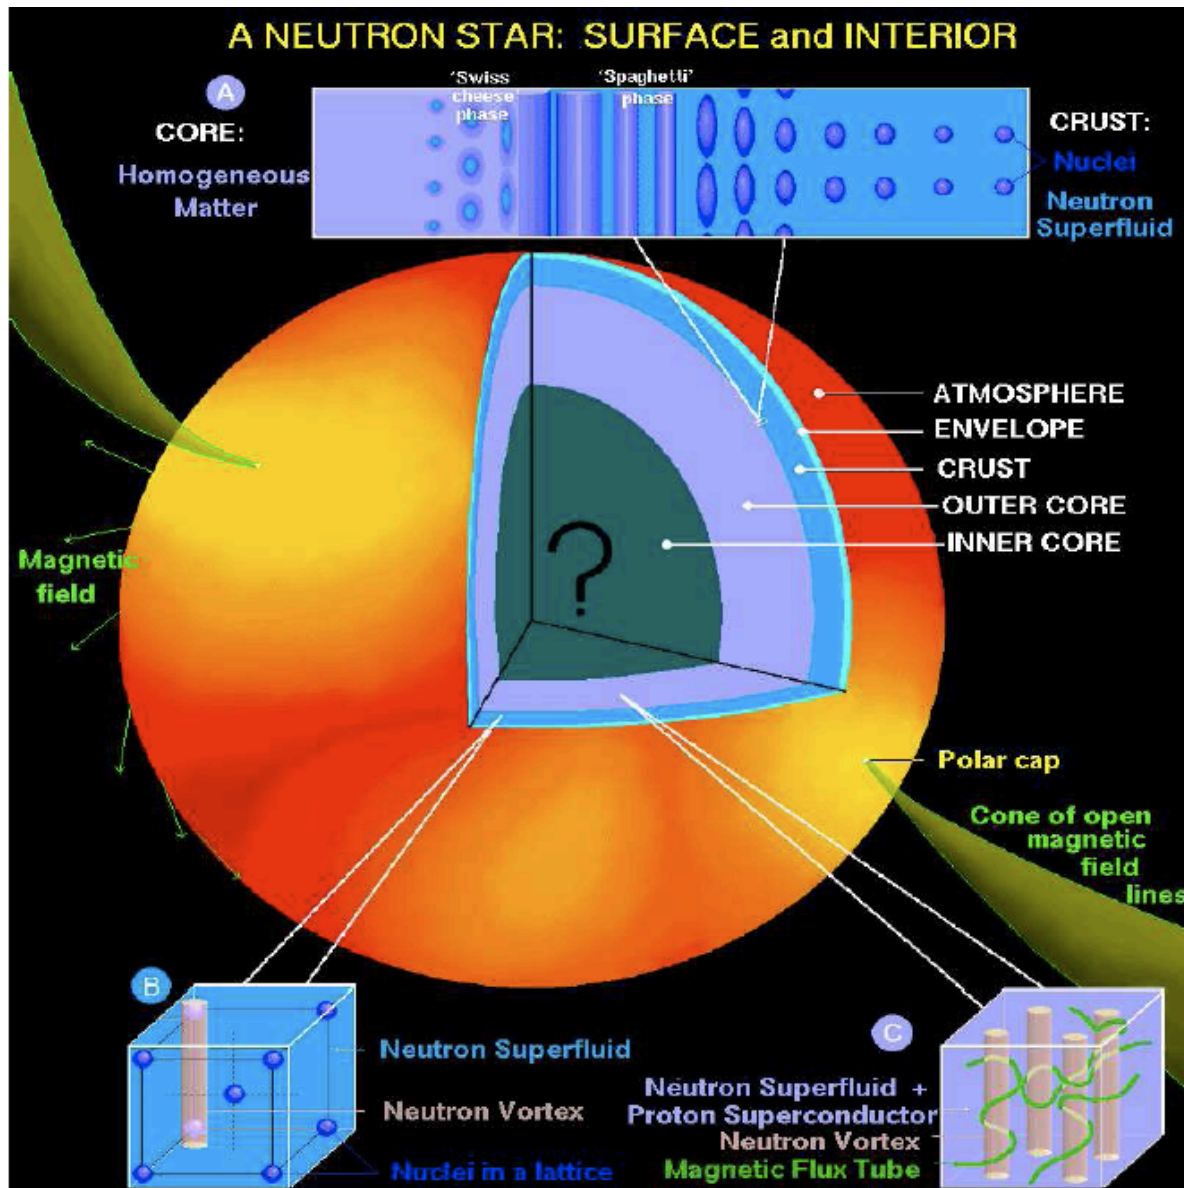 A NEUTRON STAR: SURFACE and INTERIOR
A
'Swiss
cheese'
phase
'Spaghetti'
phase
CORE:
Homogeneous
Matter
CRUST:
Nuclei
Neutron
Superfluid
ATMOSPHERE
ENVELOPE
CRUST
OUTER CORE
INNER CORE
?
Magnetic
field
Polar cap
Cone of open
magnetic
field
lines
B
Neutron Superfluid
Neutron Vortex
Nuclei in a lattice
C
Neutron Superfluid +
Proton Superconductor
Neutron Vortex
Magnetic Flux Tube